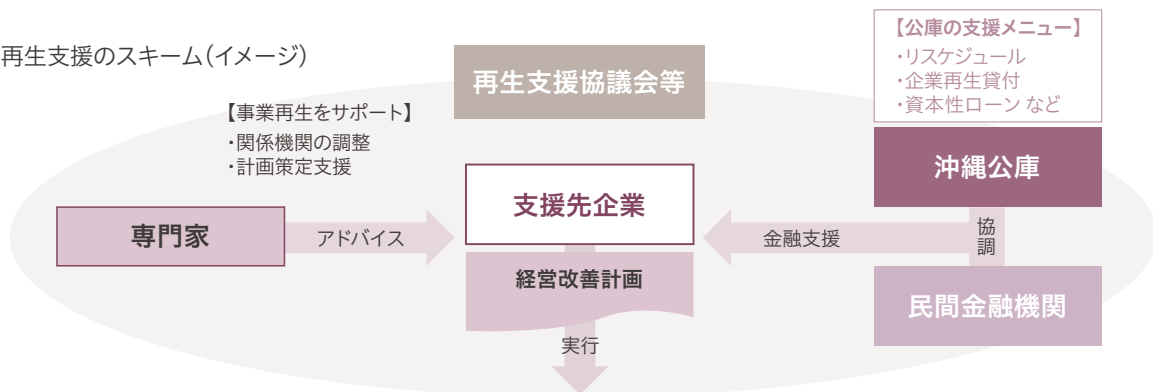 再生支援のスキーム(イメージ)
【公庫の支援メニュー】
・リスケジュール
・企業再生貸付
・資本性ローン など
再生支援協議会等
【事業再生をサポート】
・関係機関の調整
・計画策定支援
沖縄公庫
支援先企業
専門家
アドバイス
金融支援
協調
経営改善計画
民間金融機関
実行